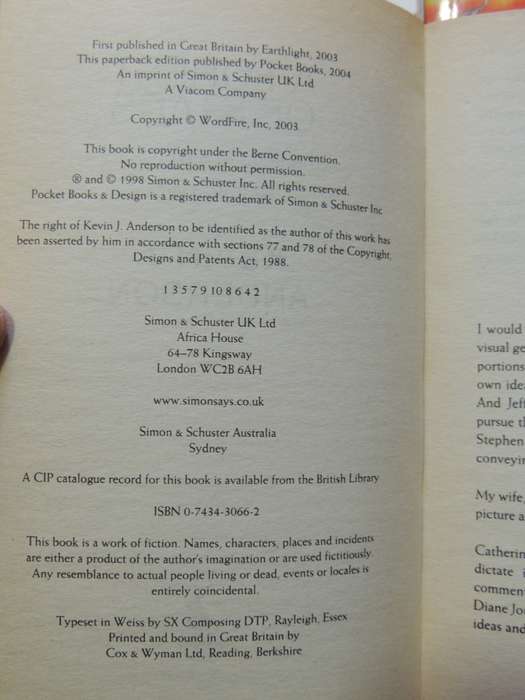 First published in Great Britain by Earthlight, 2003
This paperback edition published by Pocket Books, 2004
An imprint of Simon & Schuster UK Ltd
A Viacom Company
Copyright © WordFire, Inc, 2003
This book is copyright under the Berne Convention.
No reproduction without permission.
® and © 1998 Simon & Schuster Inc. All rights reserved.
Pocket Books & Design is a registered trademark of Simon & Schuster Inc
The right of Kevin J. Anderson to be identified as the author of this work has
been asserted by him in accordance with sections 77 and 78 of the Copyright,
Designs and Patents Act, 1988.
1 3 5 7 9 10 8 6 4 2
Simon & Schuster UK Ltd
Africa House
64–78 Kingsway
London WC2B 6AH
www.simonsays.co.uk
Simon & Schuster Australia
Sydney
A CIP catalogue record for this book is available from the British Library
ISBN 0-7434-3066-2
This book is a work of fiction. Names, characters, places and incidents
are either a product of the author's imagination or are used fictitiously.
Any resemblance to actual people living or dead, events or locales is
entirely coincidental.
Typeset in Weiss by SX Composing DTP, Rayleigh, Essex
Printed and bound in Great Britain by
Cox & Wyman Ltd, Reading, Berkshire
I would
visual ge
portions
own idea
And Jeff
pursue th
Stephen
conveyin
My wife,
picture a
Catherin
dictate
commen
Diane Jo
ideas and